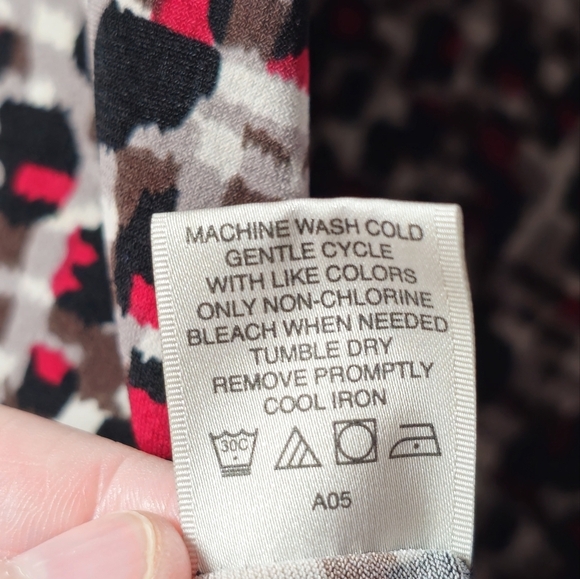 MACHINE WASH COLD
GENTLE CYCLE
WITH LIKE COLORS
ONLY NON-CHLORINE
BLEACH WHEN NEEDED
TUMBLE DRY
REMOVE PROMPTLY
COOL IRON
30C
A05